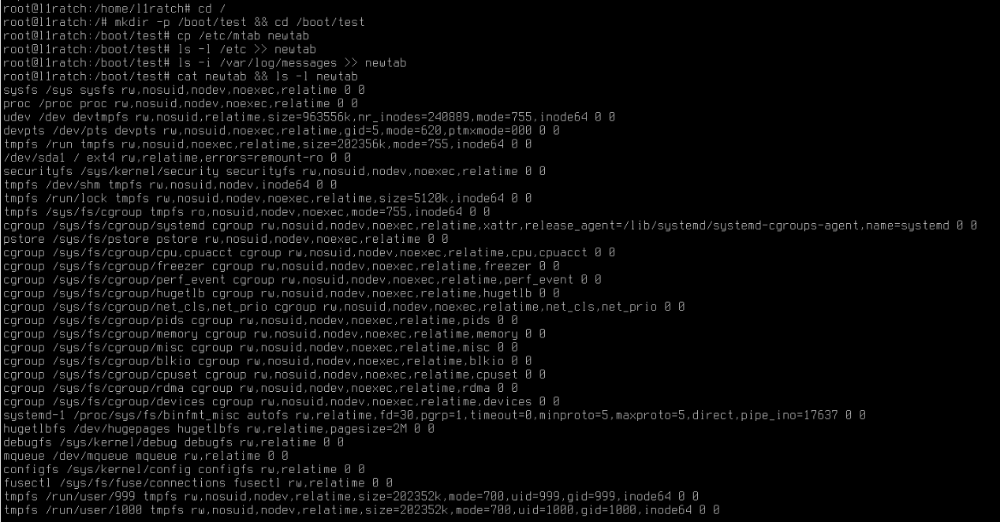 root@l1ratch:/home/l1ratch# cd /
root@l1ratch:/# mkdir -p /boot/test && cd /boot/test
root@l1ratch:/boot/test# cp /etc/mtab newtab
root@l1ratch:/boot/test# ls -l /etc >> newtab
root@l1ratch:/boot/test# ls -i /var/log/messages >> newtab
root@l1ratch:/boot/test# cat newtab && ls -l newtab
sysfs /sys sysfs rw,nosuid,nodev,noexec,relatime 0 0
proc /proc proc rw,nosuid,nodev,noexec,relatime 0 0
udev /dev devtmpfs rw,nosuid,relatime,size=963556k,nr_inodes=240889,mode=755,inode64 0 0
devpts /dev/pts devpts rw,nosuid,noexec,relatime,gid=5,mode=620,ptmxmode=000 0 0
tmpfs /run tmpfs rw,nosuid,noexec,relatime,size=202356k,mode=755,inode64 0 0
/dev/sda1 / ext4 rw,relatime,errors=remount-ro 0 0
securityfs /sys/kernel/security securityfs rw,nosuid,nodev,noexec,relatime 0 0
tmpfs /dev/shm tmpfs rw,nosuid,nodev,inode64 0 0
tmpfs /run/lock tmpfs rw,nosuid,nodev,noexec,relatime,size=5120k,inode64 0 0
tmpfs /sys/fs/cgroup tmpfs ro,nosuid,nodev,noexec,mode=755,inode64 0 0
cgroup /sys/fs/cgroup/systemd cgroup rw,nosuid,nodev,noexec,relatime,xattr,release_agent=/lib/systemd/systemd-cgroups-agent,name=systemd 0 0
pstore /sys/fs/pstore pstore rw,nosuid,nodev,noexec,relatime 0 0
cgroup /sys/fs/cgroup/cpu,cpuacct cgroup rw,nosuid,nodev,noexec,relatime,cpu,cpuacct 0 0
cgroup /sys/fs/cgroup/freezer cgroup rw,nosuid,nodev,noexec,relatime,freezer 0 0
cgroup /sys/fs/cgroup/perf_event cgroup rw,nosuid,nodev,noexec,relatime,perf_event 0 0
cgroup /sys/fs/cgroup/hugetlb cgroup rw,nosuid,nodev,noexec,relatime,hugetlb 0 0
cgroup /sys/fs/cgroup/net_cls,net_prio cgroup rw,nosuid,nodev,noexec,relatime,net_cls,net_prio 0 0
cgroup /sys/fs/cgroup/pids cgroup rw,nosuid,nodev,noexec,relatime,pids 0 0
cgroup /sys/fs/cgroup/memory cgroup rw,nosuid,nodev,noexec,relatime,memory 0 0
cgroup /sys/fs/cgroup/misc cgroup rw,nosuid,nodev,noexec,relatime,misc 0 0
cgroup /sys/fs/cgroup/blkio cgroup rw,nosuid,nodev,noexec,relatime,blkio 0 0
cgroup /sys/fs/cgroup/cpuset cgroup rw,nosuid,nodev,noexec,relatime,cpuset 0 0
cgroup /sys/fs/cgroup/rdma cgroup rw,nosuid,nodev,noexec,relatime,rdma 0 0
cgroup /sys/fs/cgroup/devices cgroup rw,nosuid,nodev,noexec,relatime,devices 0 0
systemd-1 /proc/sys/fs/binfmt_misc autofs rw,relatime,fd=30,pgrp=1,timeout=0,minproto=5,maxproto=5,direct,pipe_ino=17637 0 0
hugetlbfs /dev/hugepages hugetlbfs rw,relatime,pagesize=2M 0 0
debugfs /sys/kernel/debug debugfs rw,relatime 0 0
mqueue /dev/mqueue mqueue rw,relatime 0 0
configfs /sys/kernel/config configfs rw,relatime 0 0
fusectl /sys/fs/fuse/connections fusectl rw,relatime 0 0
tmpfs /run/user/999 tmpfs rw,nosuid,nodev,relatime,size=202352k,mode=700,uid=999,gid=999,inode64 0 0
tmpfs /run/user/1000 tmpfs rw,nosuid,nodev,relatime,size=202352k,mode=700,uid=1000,gid=1000,inode64 0 0